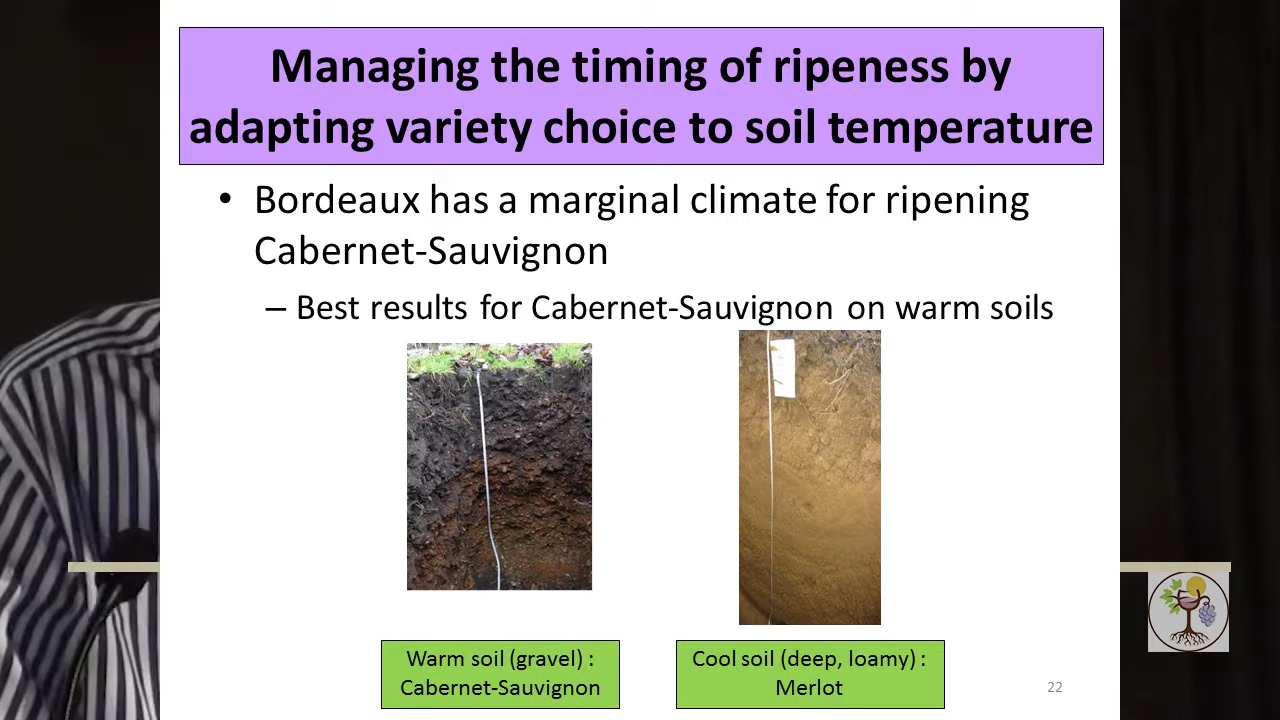 Managing the timing of ripeness by
adapting variety choice to soil temperature
• Bordeaux has a marginal climate for ripening
Cabernet-Sauvignon
– Best results for Cabernet-Sauvignon on warm soils
Warm soil (gravel) :
Cabernet-Sauvignon
Cool soil (deep, loamy) :
Merlot
22